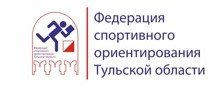 Федерация
спортивного
ориентирования
Тульской области